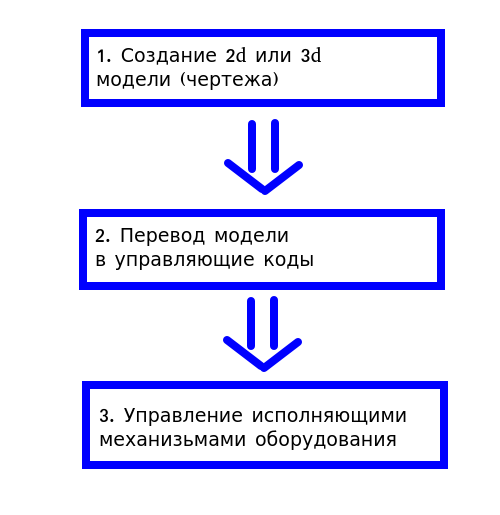 1. Создание 2d или 3d
модели (чертежа)
2. Перевод модели
в управляющие коды
3. Управление исполняющими
механизьмами оборудования